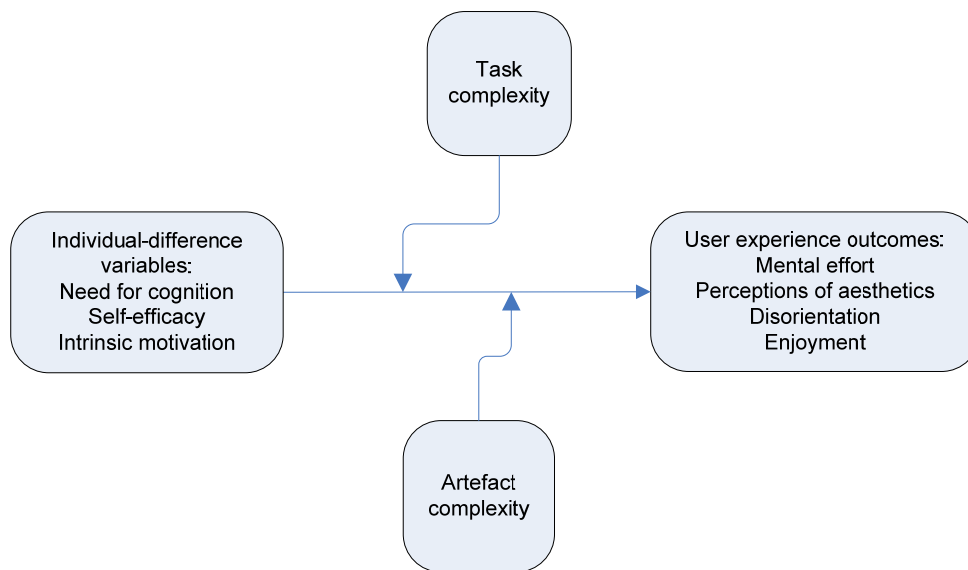 Task
complexity
Individual-difference
variables:
Need for cognition
Self-efficacy
Intrinsic motivation
User experience outcomes:
Mental effort
Perceptions of aesthetics
Disorientation
Enjoyment
Artefact
complexity